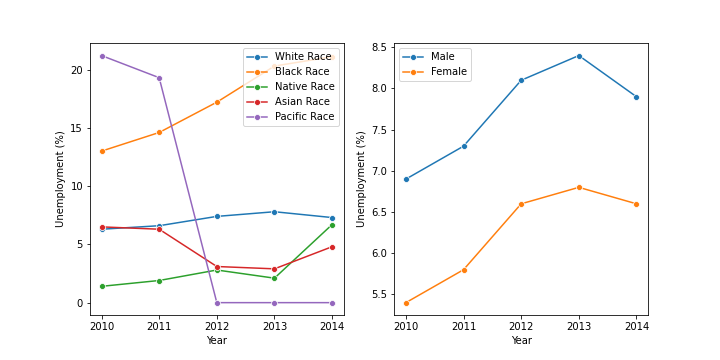 White Race
Black Race
Native Race
Asian Race
Pacific Race
20
15
10
5
0
Unemployment (%)
2010 2011 2012 2013 2014
Year
Male
Female
8.5
8.0
7.5
7.0
6.5
6.0
5.5
Unemployment (%)
2010 2011 2012 2013 2014
Year